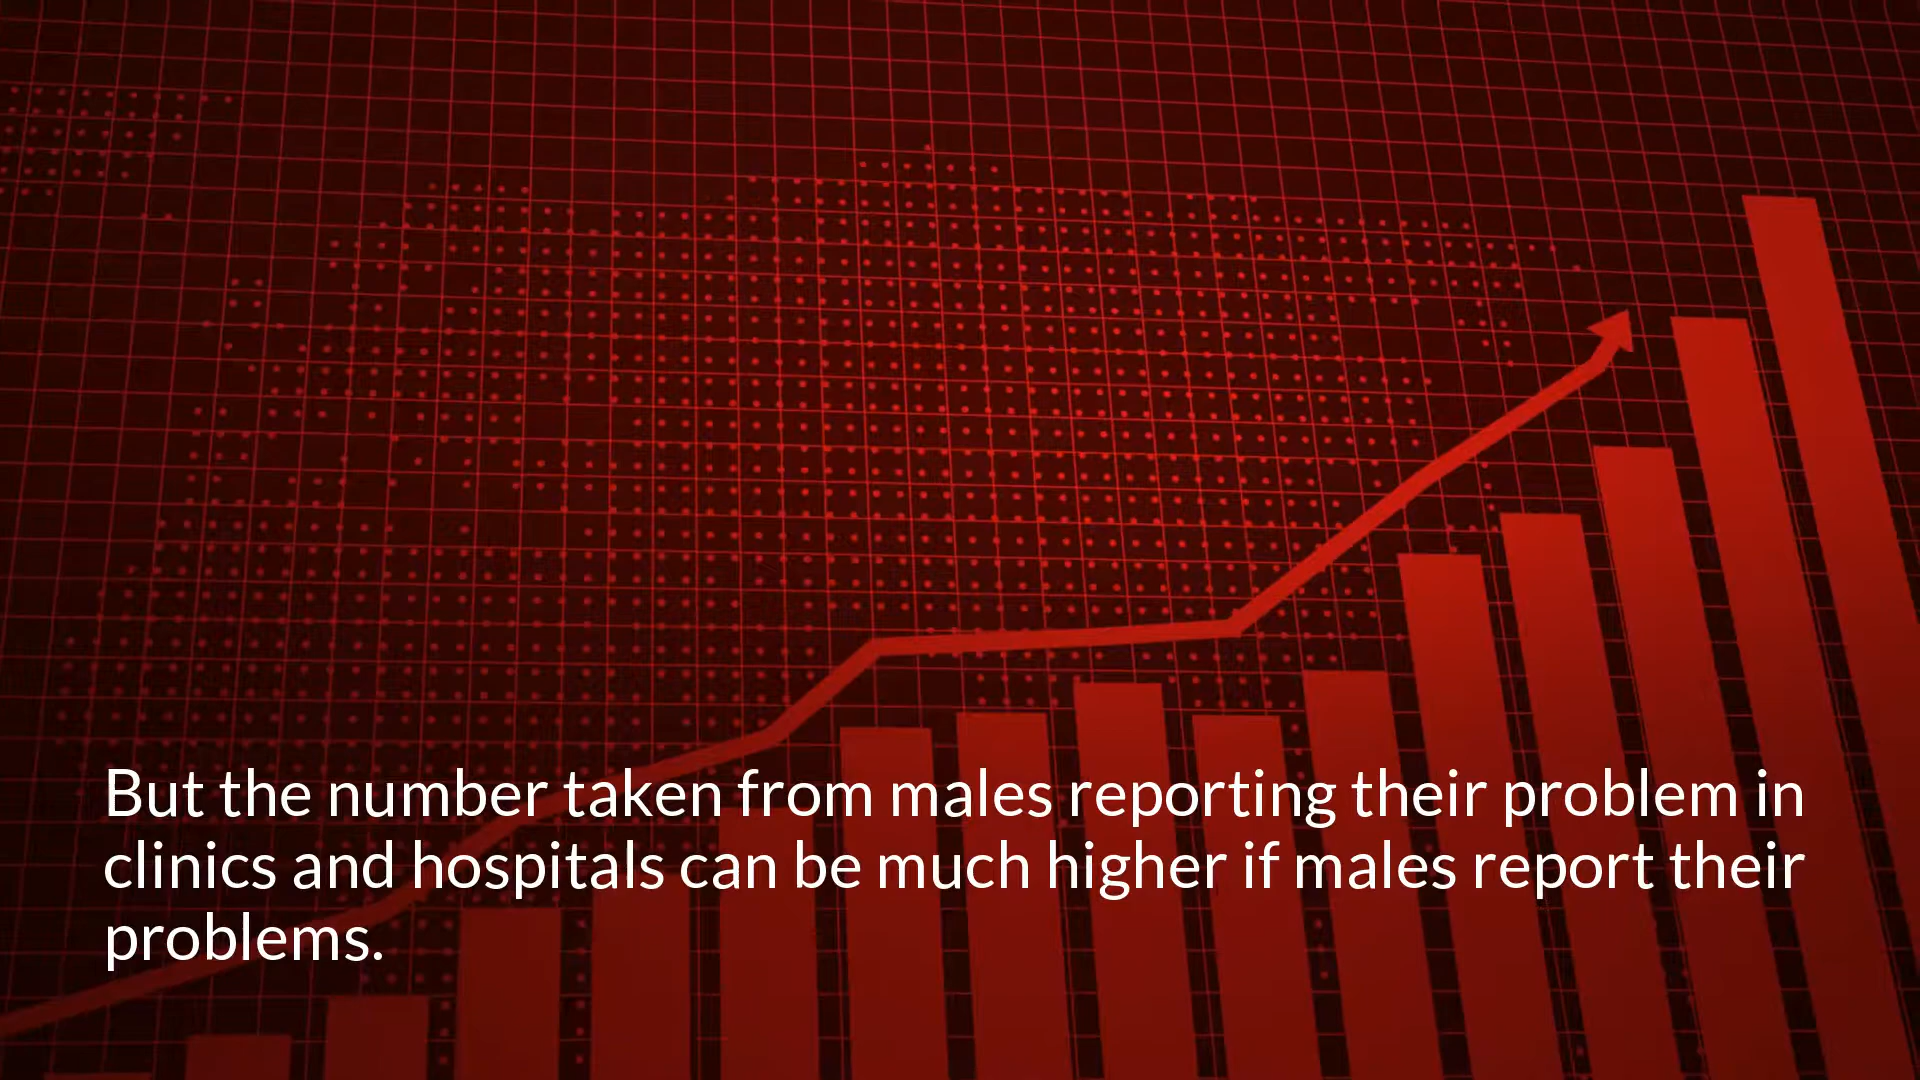 But the number taken from males reporting their problem in
clinics and hospitals can be much higher if males report their
problems.